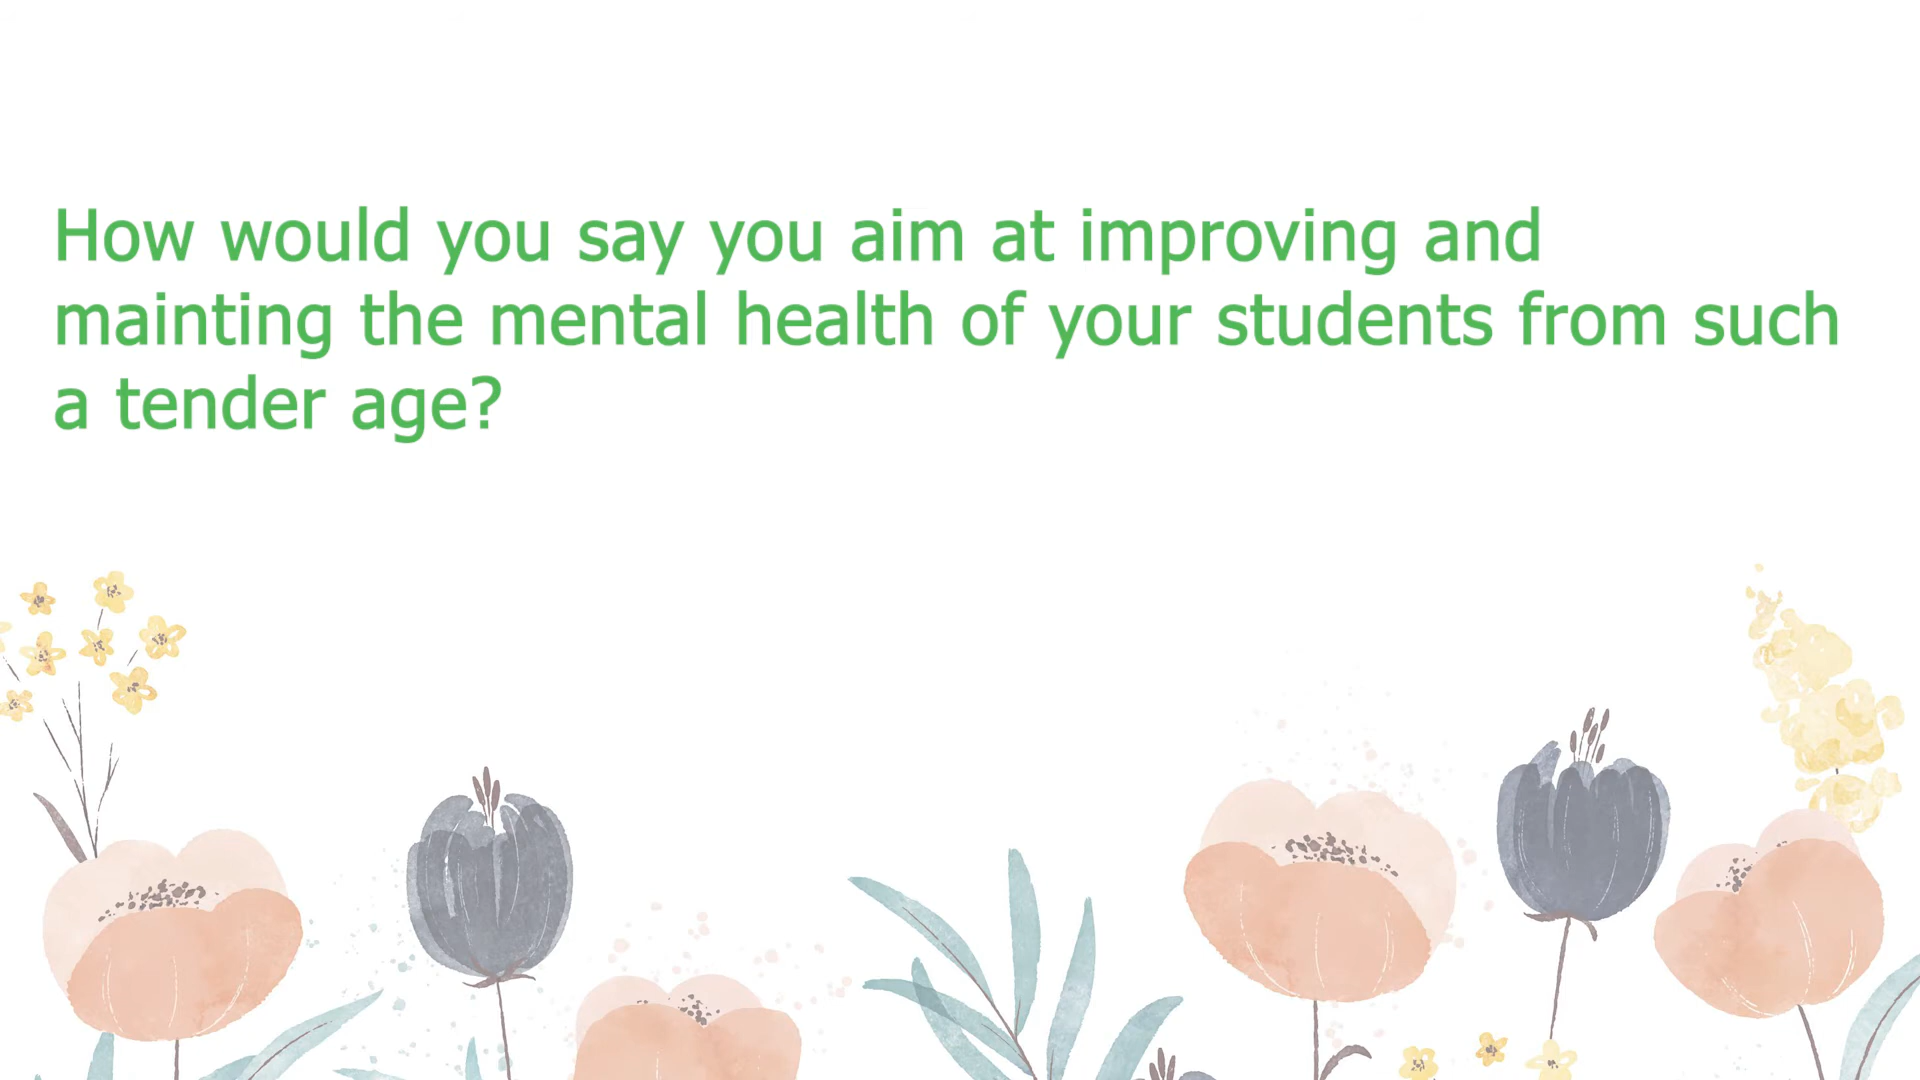 How would you say you aim at improving and
mainting the mental health of your students from such
a tender age?